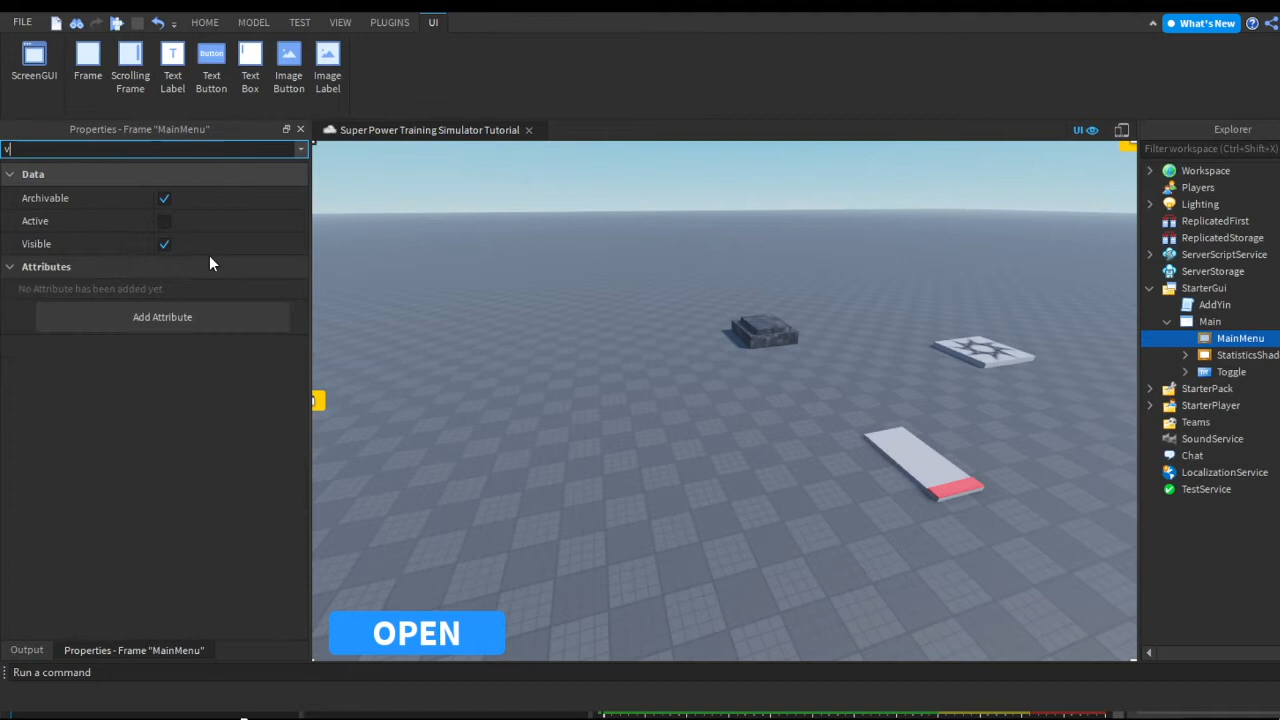 FILE HOME MODEL TEST VIEW PLUGINS UI What's New
ScreenGUI Frame Scrolling Frame Text Label Text Button Text Box Image Button Image Label
T Button
Properties - Frame "MainMenu"
v
Data
Archivable
Active
Visible
Attributes
No Attribute has been added yet.
Add Attribute
Super Power Training Simulator Tutorial
UI
OPEN
Explorer
Filter workspace (Ctrl+Shift+X)
Workspace
Players
Lighting
ReplicatedFirst
ReplicatedStorage
ServerScriptService
ServerStorage
StarterGui
AddYin
Main
MainMenu
StatisticsShad
Toggle
StarterPack
StarterPlayer
Teams
SoundService
Chat
LocalizationService
TestService
Output Properties - Frame "MainMenu"
Run a command